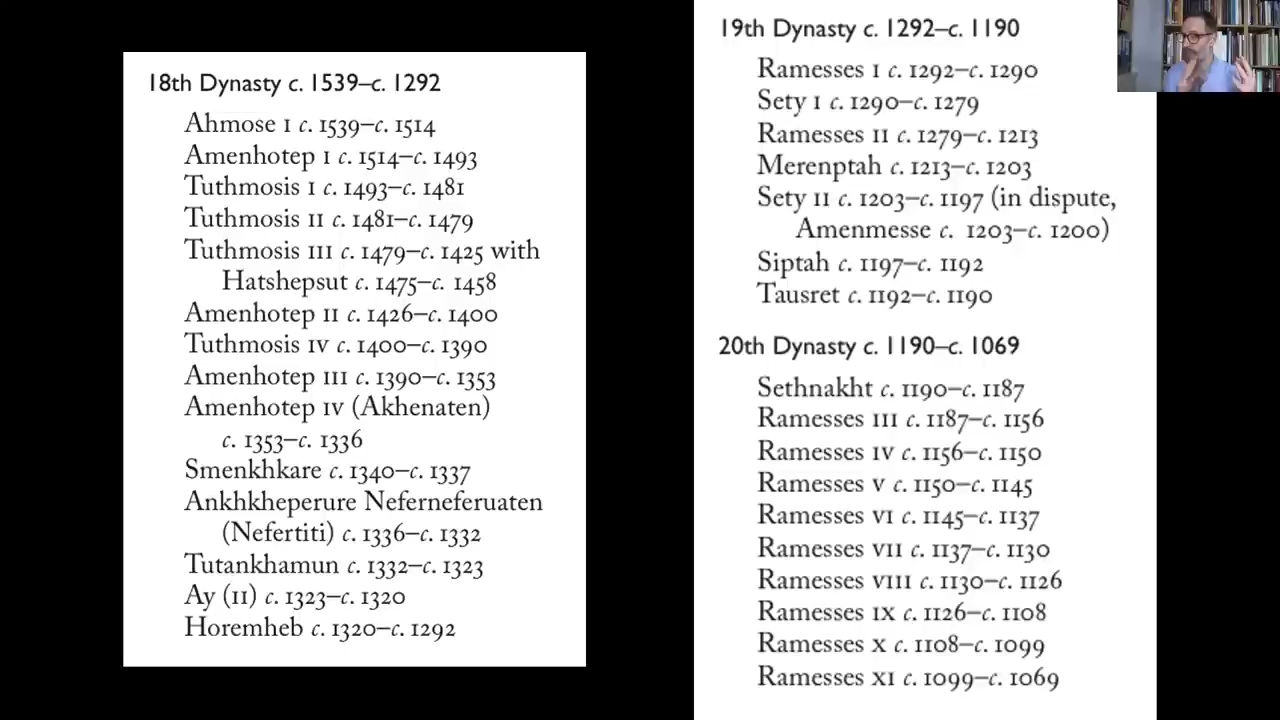 18th Dynasty c. 1539–c. 1292
Ahmose I c. 1539–c. 1514
Amenhotep I c. 1514–c. 1493
Tuthmosis I c. 1493–c. 1481
Tuthmosis II c. 1481–c. 1479
Tuthmosis III c. 1479–c. 1425 with
Hatshepsut c. 1475–c. 1458
Amenhotep II c. 1426–c. 1400
Tuthmosis IV c. 1400–c. 1390
Amenhotep III c. 1390–c. 1353
Amenhotep IV (Akhenaten)
c. 1353–c. 1336
Smenkhkare c. 1340–c. 1337
Ankhkheperure Neferneferuaten
(Nefertiti) c. 1336–c. 1332
Tutankhamun c. 1332–c. 1323
Ay (II) c. 1323–c. 1320
Horemheb c. 1320–c. 1292
19th Dynasty c. 1292–c. 1190
Ramesses I c. 1292–c. 1290
Sety I c. 1290–c. 1279
Ramesses II c. 1279–c. 1213
Merenptah c. 1213–c. 1203
Sety II c. 1203–c. 1197 (in dispute,
Amenmesse c. 1203–c. 1200)
Siptah c. 1197–c. 1192
Tausret c. 1192–c. 1190
20th Dynasty c. 1190–c. 1069
Sethnakht c. 1190–c. 1187
Ramesses III c. 1187–c. 1156
Ramesses IV c. 1156–c. 1150
Ramesses V c. 1150–c. 1145
Ramesses VI c. 1145–c. 1137
Ramesses VII c. 1137–c. 1130
Ramesses VIII c. 1130–c. 1126
Ramesses IX c. 1126–c. 1108
Ramesses X c. 1108–c. 1099
Ramesses XI c. 1099–c. 1069